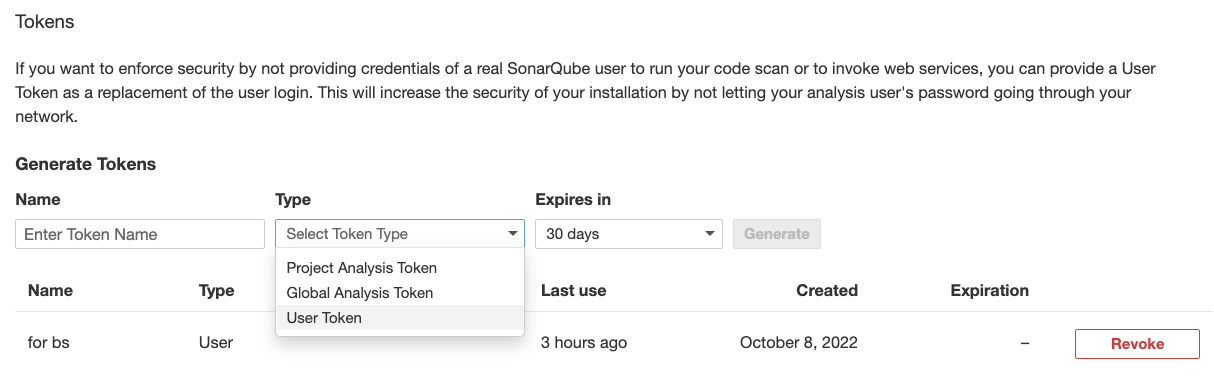 Tokens
If you want to enforce security by not providing credentials of a real SonarQube user to run your code scan or to invoke web services, you can provide a User
Token as a replacement of the user login. This will increase the security of your installation by not letting your analysis user's password going through your
network.
Generate Tokens
Name Type Expires in
Enter Token Name Select Token Type 30 days Generate
Project Analysis Token
Global Analysis Token
User Token
Name Type Last use Created Expiration
for bs User 3 hours ago October 8, 2022 – Revoke